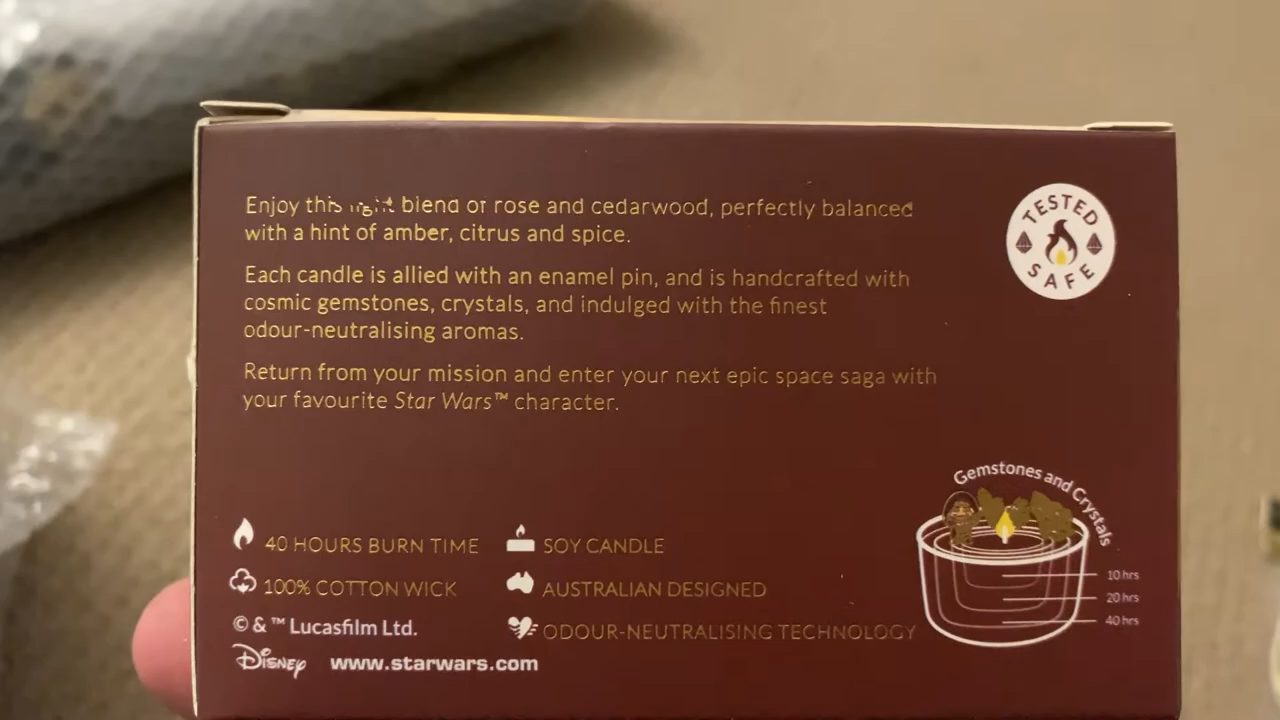 Enjoy this light blend of rose and cedarwood, perfectly balanced
with a hint of amber, citrus and spice.
Each candle is allied with an enamel pin, and is handcrafted with
cosmic gemstones, crystals, and indulged with the finest
odour-neutralising aromas.
Return from your mission and enter your next epic space saga with
your favourite Star Wars™ character.
TESTED
SAFE
Gemstones and Crystals
10 hrs
20 hrs
40 hrs
40 HOURS BURN TIME
SOY CANDLE
100% COTTON WICK
AUSTRALIAN DESIGNED
© & ™ Lucasfilm Ltd.
ODOUR-NEUTRALISING TECHNOLOGY
Disney www.starwars.com